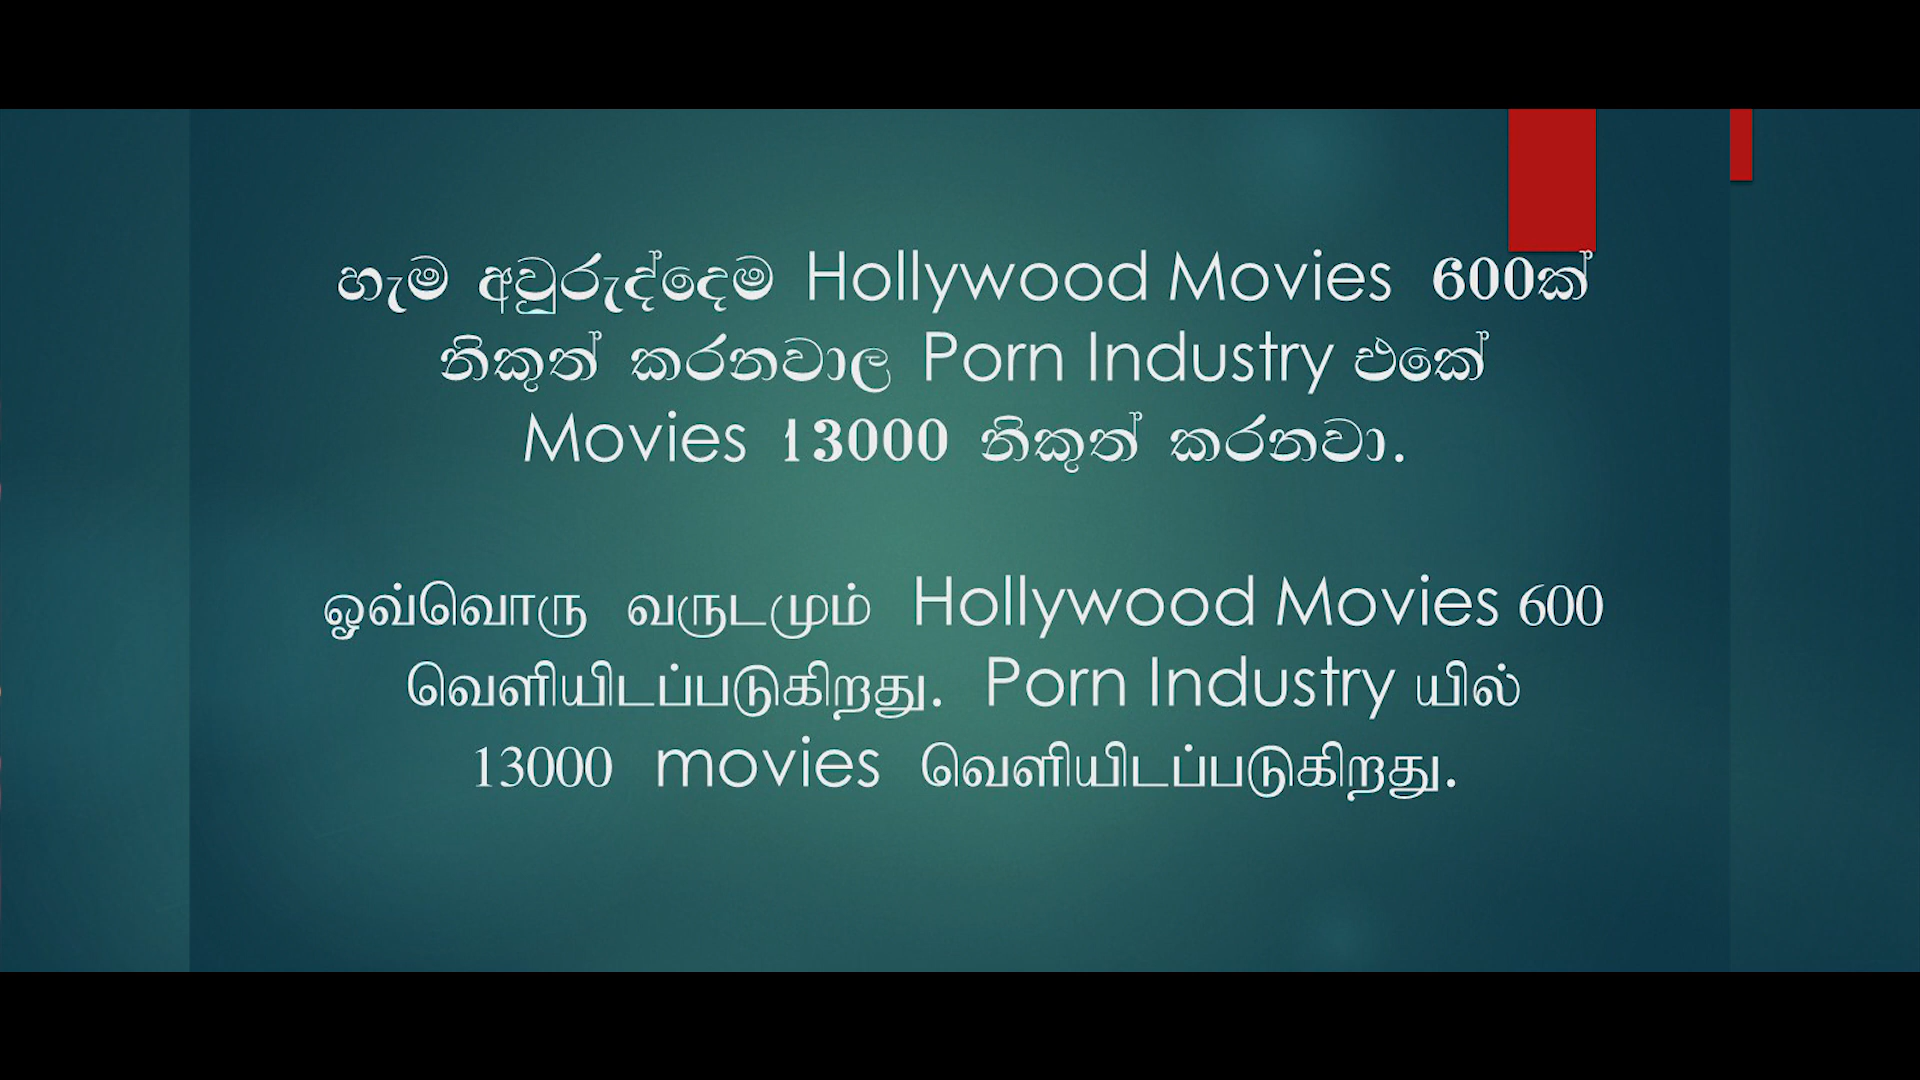 හැම අවුරුද්දෙම Hollywood Movies 600ක්
නිකුත් කරනවාල Porn Industry එකේ
Movies 13000 නිකුත් කරනවා.
ஒவ்வொரு வருடமும் Hollywood Movies 600
வெளியிடப்படுகிறது. Porn Industry யில்
13000 movies வெளியிடப்படுகிறது.